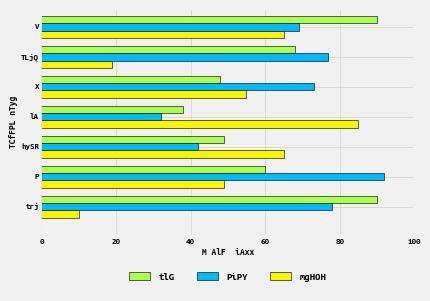 V
TLjQ
X
lA
hySR
P
trj
TCfFPL nTyg
0 20 40 60 80 100
M AlF iAxx
tlG PiPY mgHOH